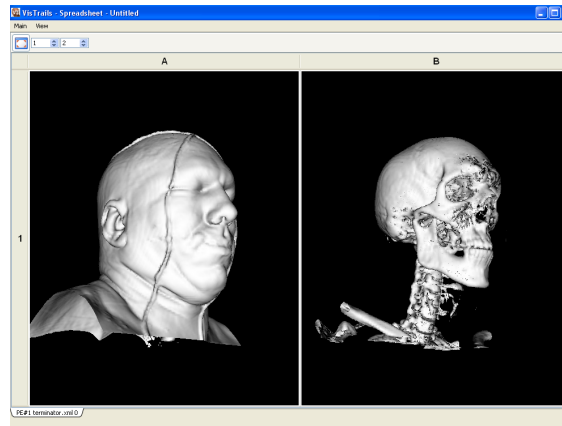 VisTrails - Spreadsheet - Untitled
Main View
1 2
A B
1
PE#1 terminator.xml 0